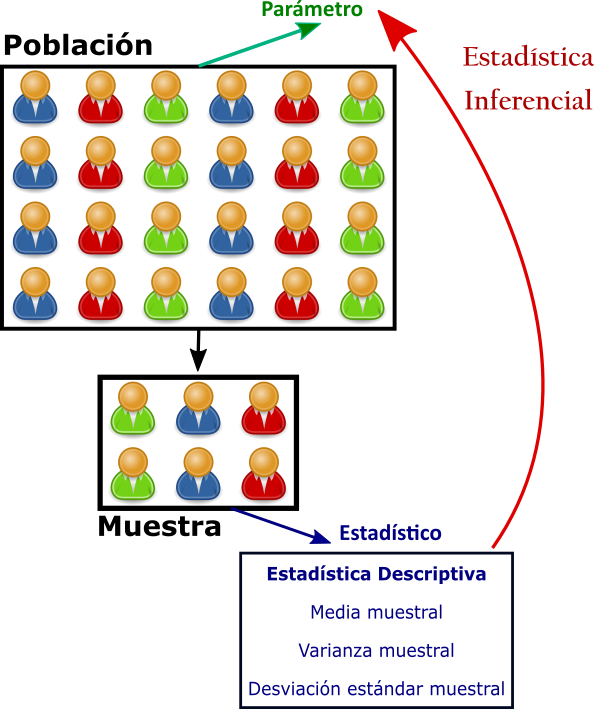 Parámetro
Población
Estadística
Inferencial
Muestra
Estadístico
Estadística Descriptiva
Media muestral
Varianza muestral
Desviación estándar muestral